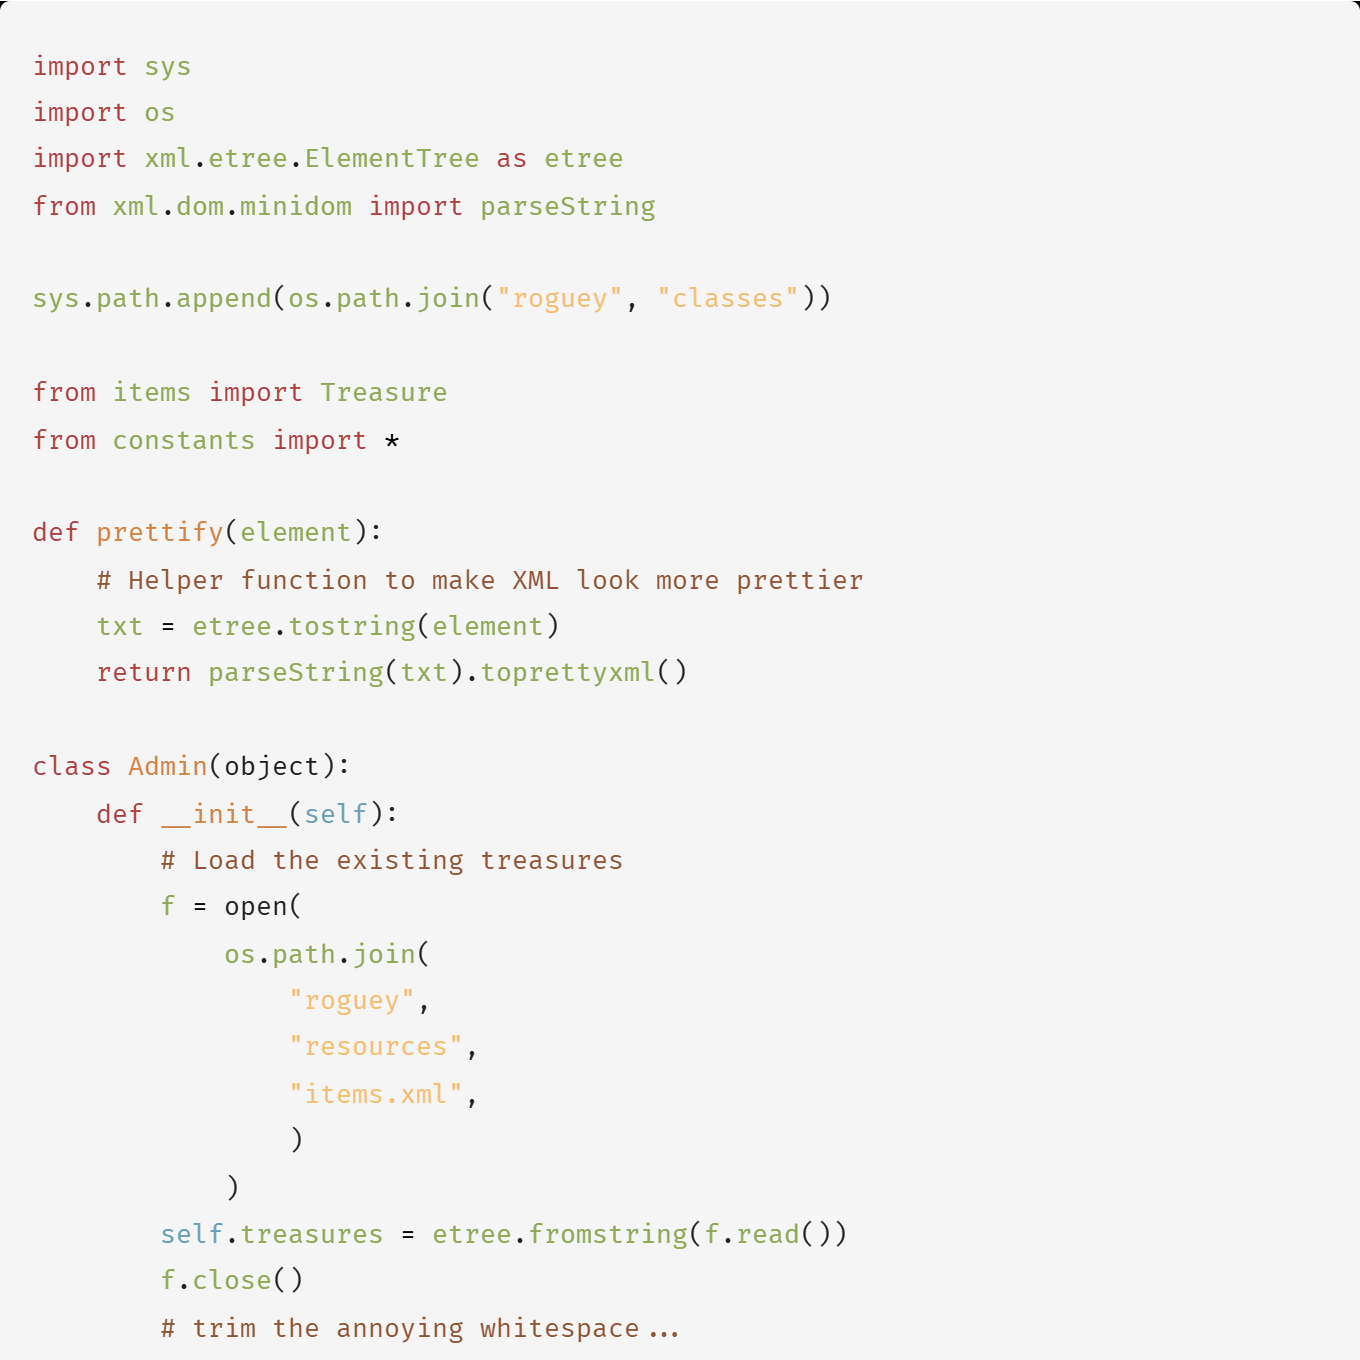 import sys
import os
import xml.etree.ElementTree as etree
from xml.dom.minidom import parseString

sys.path.append(os.path.join("roguey", "classes"))

from items import Treasure
from constants import *

def prettify(element):
    # Helper function to make XML look more prettier
    txt = etree.tostring(element)
    return parseString(txt).toprettyxml()

class Admin(object):
    def __init__(self):
        # Load the existing treasures
        f = open(
            os.path.join(
                "roguey",
                "resources",
                "items.xml",
                )
            )
        self.treasures = etree.fromstring(f.read())
        f.close()
        # trim the annoying whitespace...